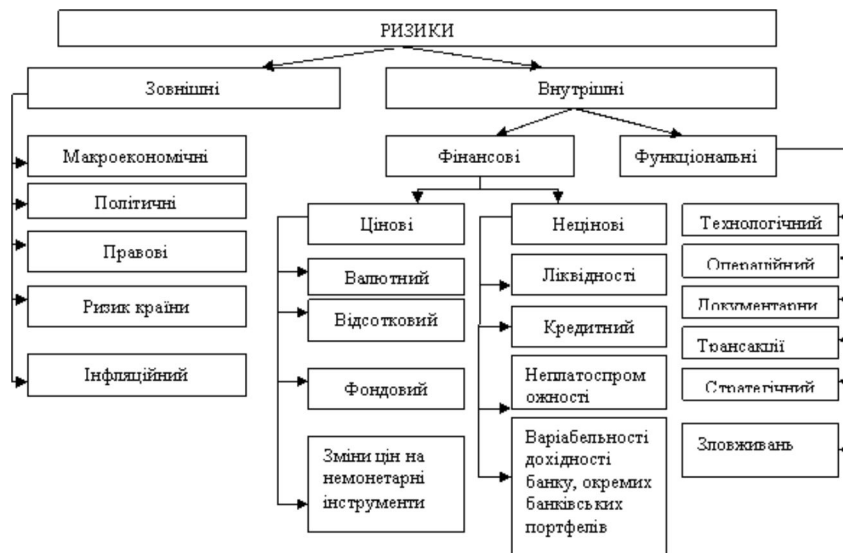 РИЗИКИ
Зовнішні
Внутрішні
Макроекономічні
Політичні
Правові
Ризик країни
Інфляційний
Фінансові
Функціональні
Цінові
Валютний
Відсотковий
Фондовий
Зміни цін на
немонетарні
інструменти
Нецінові
Ліквідності
Кредитний
Неплатоспром
ожності
Варіабельності
дохідності
банку, окремих
банківських
портфелів
Технологічний
Операційний
Документарни
Трансакції
Стратегічний
Зловживань